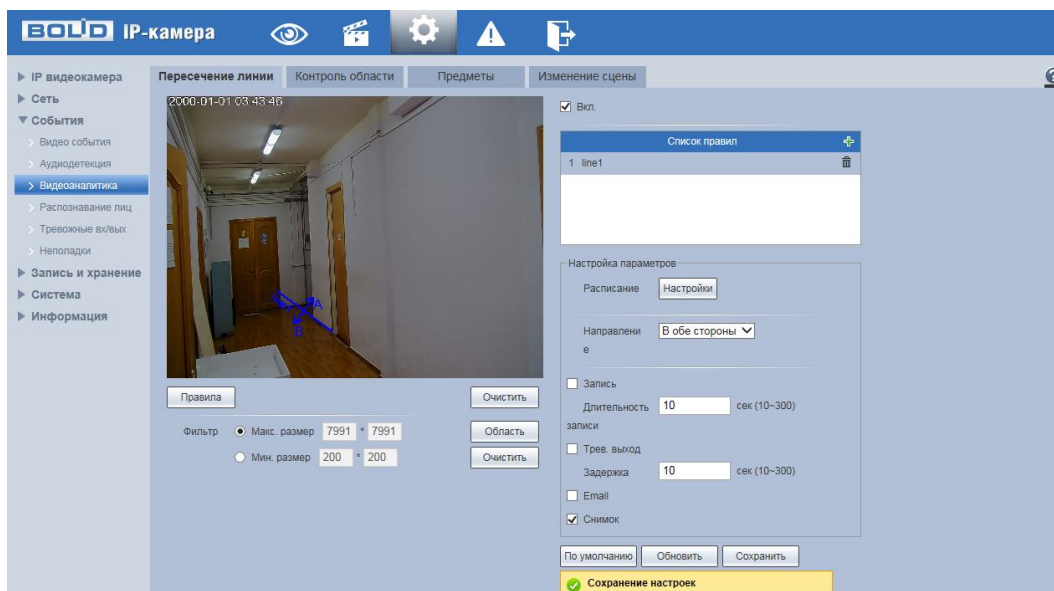 BOLID IP-камера
IP видеокамера
Сеть
События
Видео события
Аудиодетекция
Видеоаналитика
Распознавание лиц
Тревожные вх/вых
Неполадки
Запись и хранение
Система
Информация
Пересечение линии Контроль области Предметы Изменение сцены
2000-01-01 03:43:46
line1
A
B
Правила Очистить
Фильтр Макс. размер 7991 * 7991 Область
Мин. размер 200 * 200 Очистить
Вкл.
Список правил
1 line1
Настройка параметров
Расписание Настройки
Направлени В обе стороны
е
Запись
Длительность 10 сек (10~300)
записи
Трев. выход
Задержка 10 сек (10~300)
Email
Снимок
По умолчанию Обновить Сохранить
Сохранение настроек